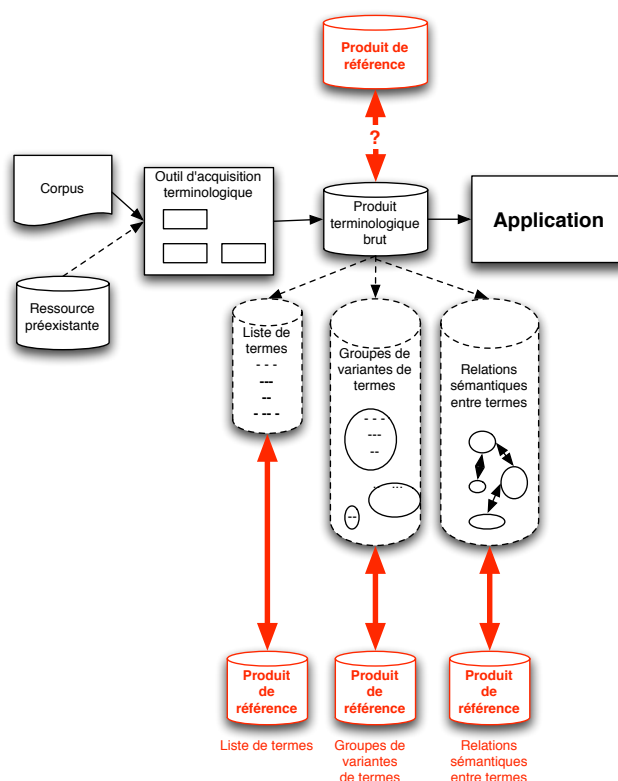 Produit de
référence
?
Corpus
Outil d'acquisition
terminologique
Produit
terminologique
brut
Application
Ressource
préexistante
Liste de
termes
Groupes de
variantes de
termes
Relations
sémantiques
entre termes
Produit
de
référence
Produit
de
référence
Produit
de
référence
Liste de termes
Groupes de
variantes
de termes
Relations
sémantiques
entre termes